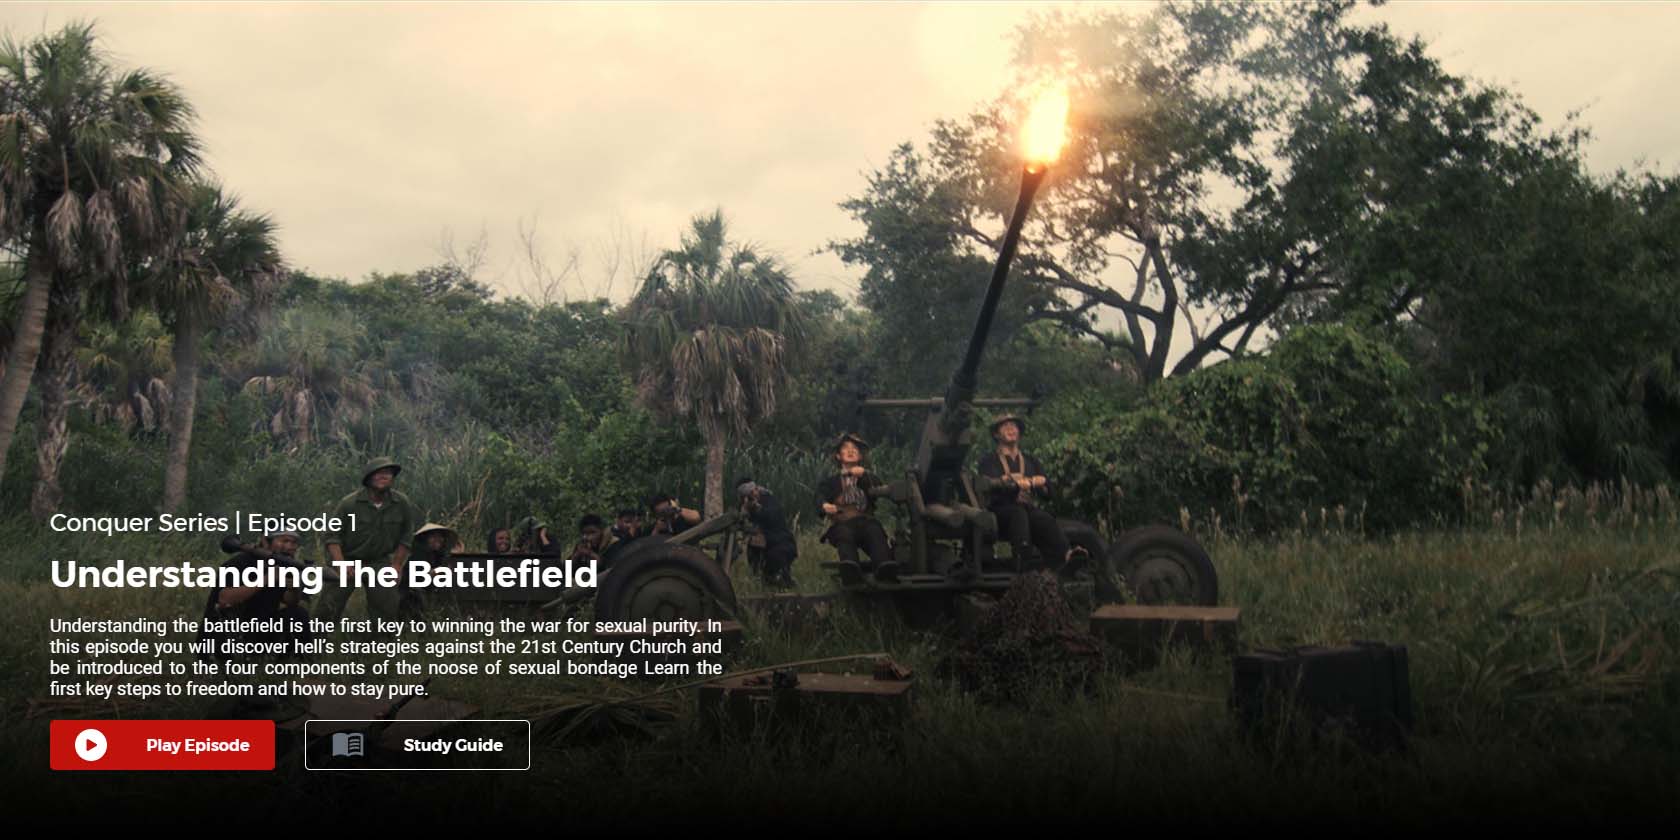 Conquer Series | Episode 1
Understanding The Battlefield
Understanding the battlefield is the first key to winning the war for sexual purity. In
this episode you will discover hell's strategies against the 21st Century Church and
be introduced to the four components of the noose of sexual bondage Learn the
first key steps to freedom and how to stay pure.
Play Episode
Study Guide